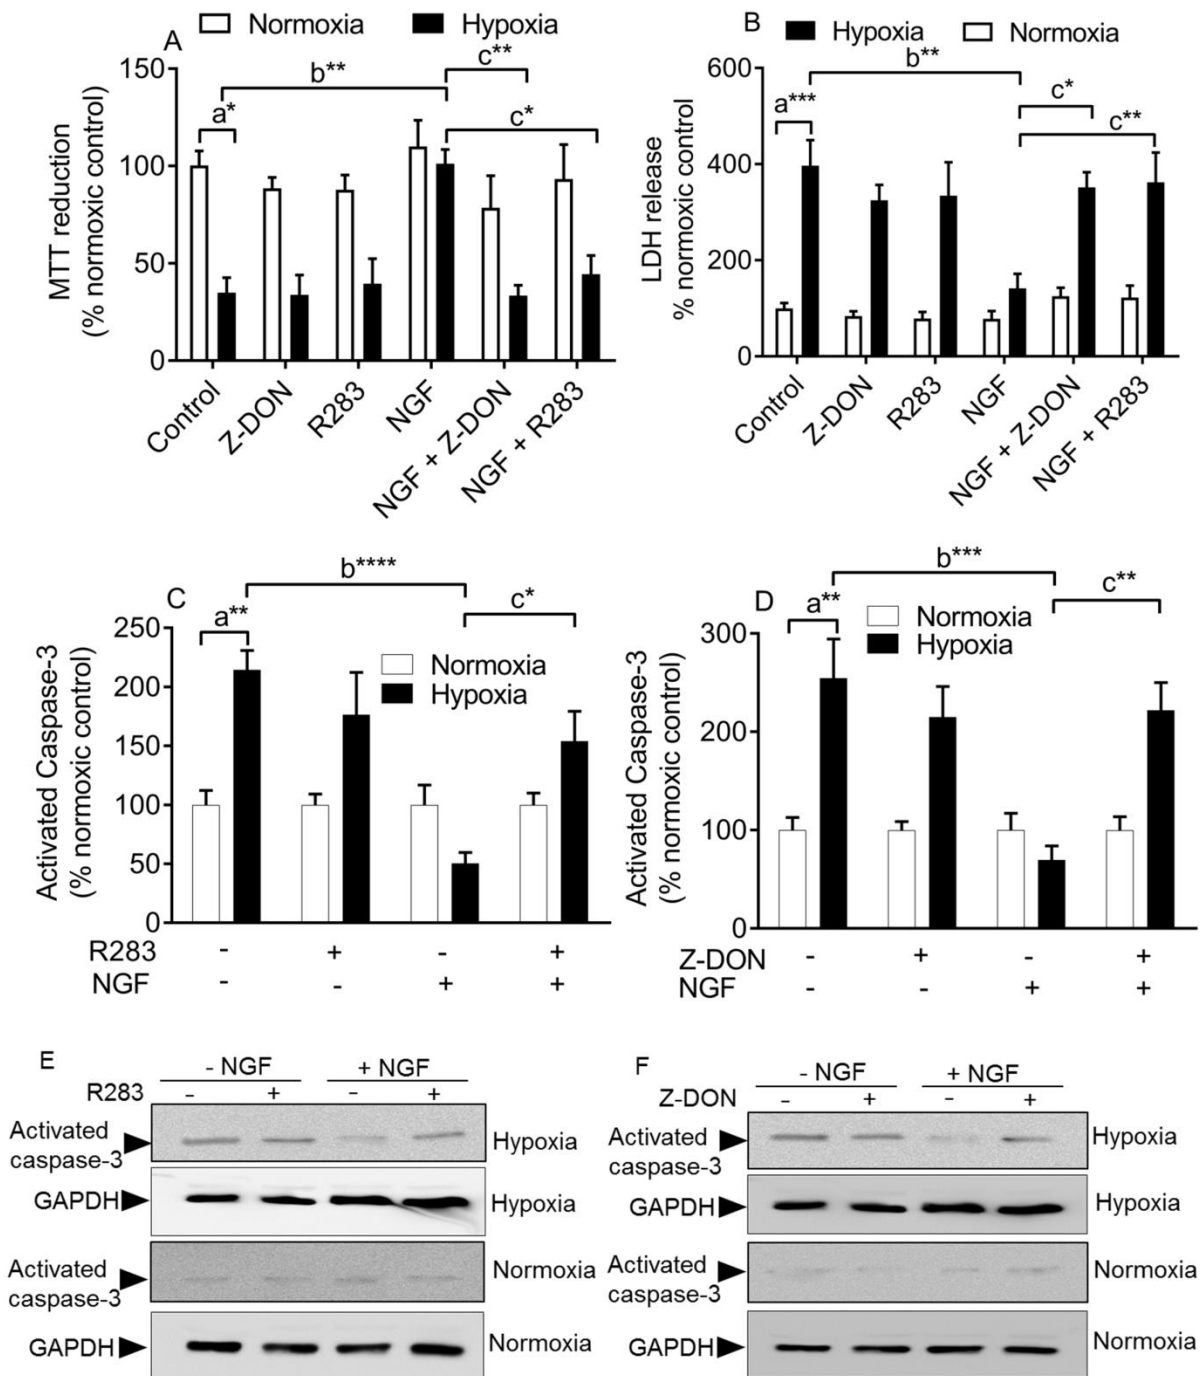 A
Normoxia Hypoxia
MTT reduction
(% normoxic control)
150
100
50
0
a*
b**
c**
c*
Control
Z-DON
R283
NGF
NGF + Z-DON
NGF + R283
B
Hypoxia Normoxia
LDH release
% normoxic control
600
400
200
0
a***
b**
c*
c**
Control
Z-DON
R283
NGF
NGF + Z-DON
NGF + R283
C
Normoxia
Hypoxia
Activated Caspase-3
(% normoxic control)
250
200
150
100
50
0
a**
b****
c*
R283 - + - +
NGF - - + +
D
Normoxia
Hypoxia
Activated Caspase-3
(% normoxic control)
300
200
100
0
a**
b***
c**
Z-DON - + - +
NGF - - + +
E
- NGF + NGF
R283 - + - +
Activated
caspase-3
Hypoxia
GAPDH Hypoxia
Activated
caspase-3
Normoxia
GAPDH Normoxia
F
- NGF + NGF
Z-DON - + - +
Activated
caspase-3
Hypoxia
GAPDH Hypoxia
Activated
caspase-3
Normoxia
GAPDH Normoxia